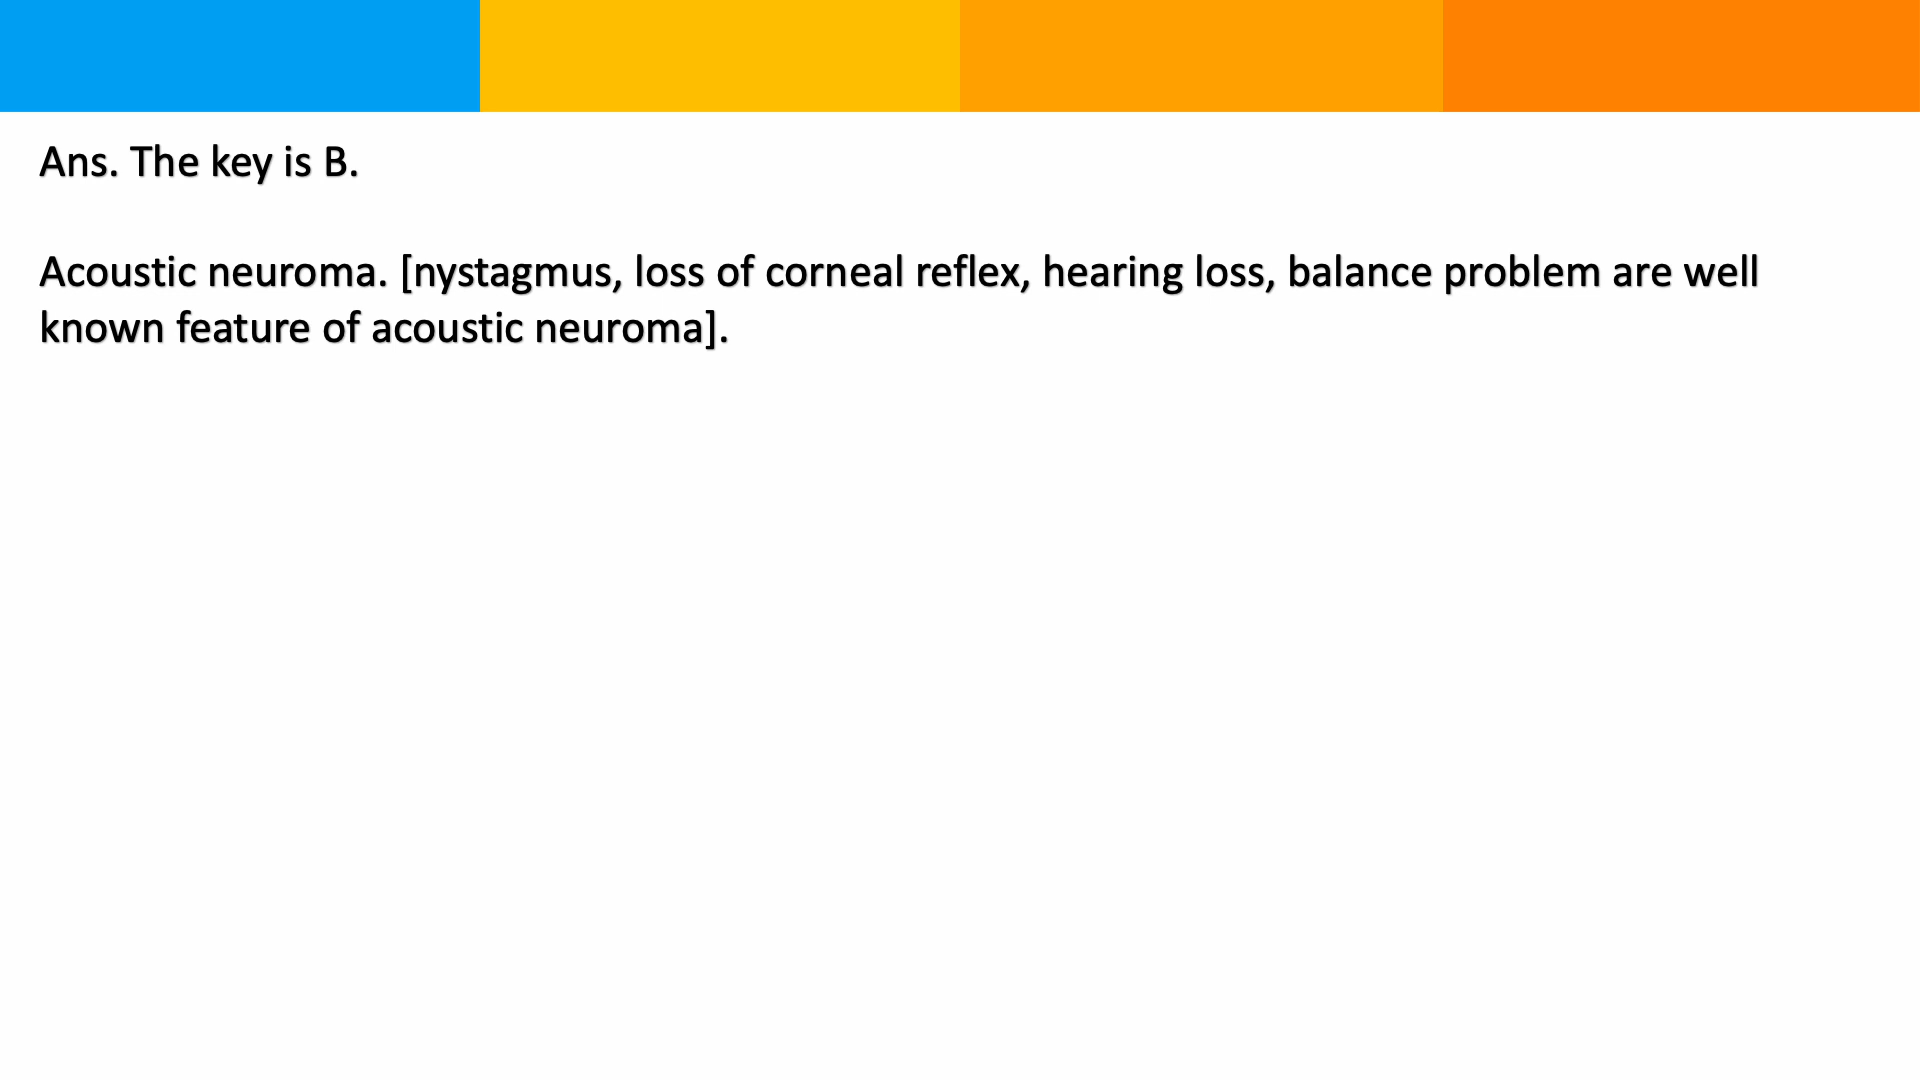 Ans. The key is B.
Acoustic neuroma. [nystagmus, loss of corneal reflex, hearing loss, balance problem are well
known feature of acoustic neuroma].